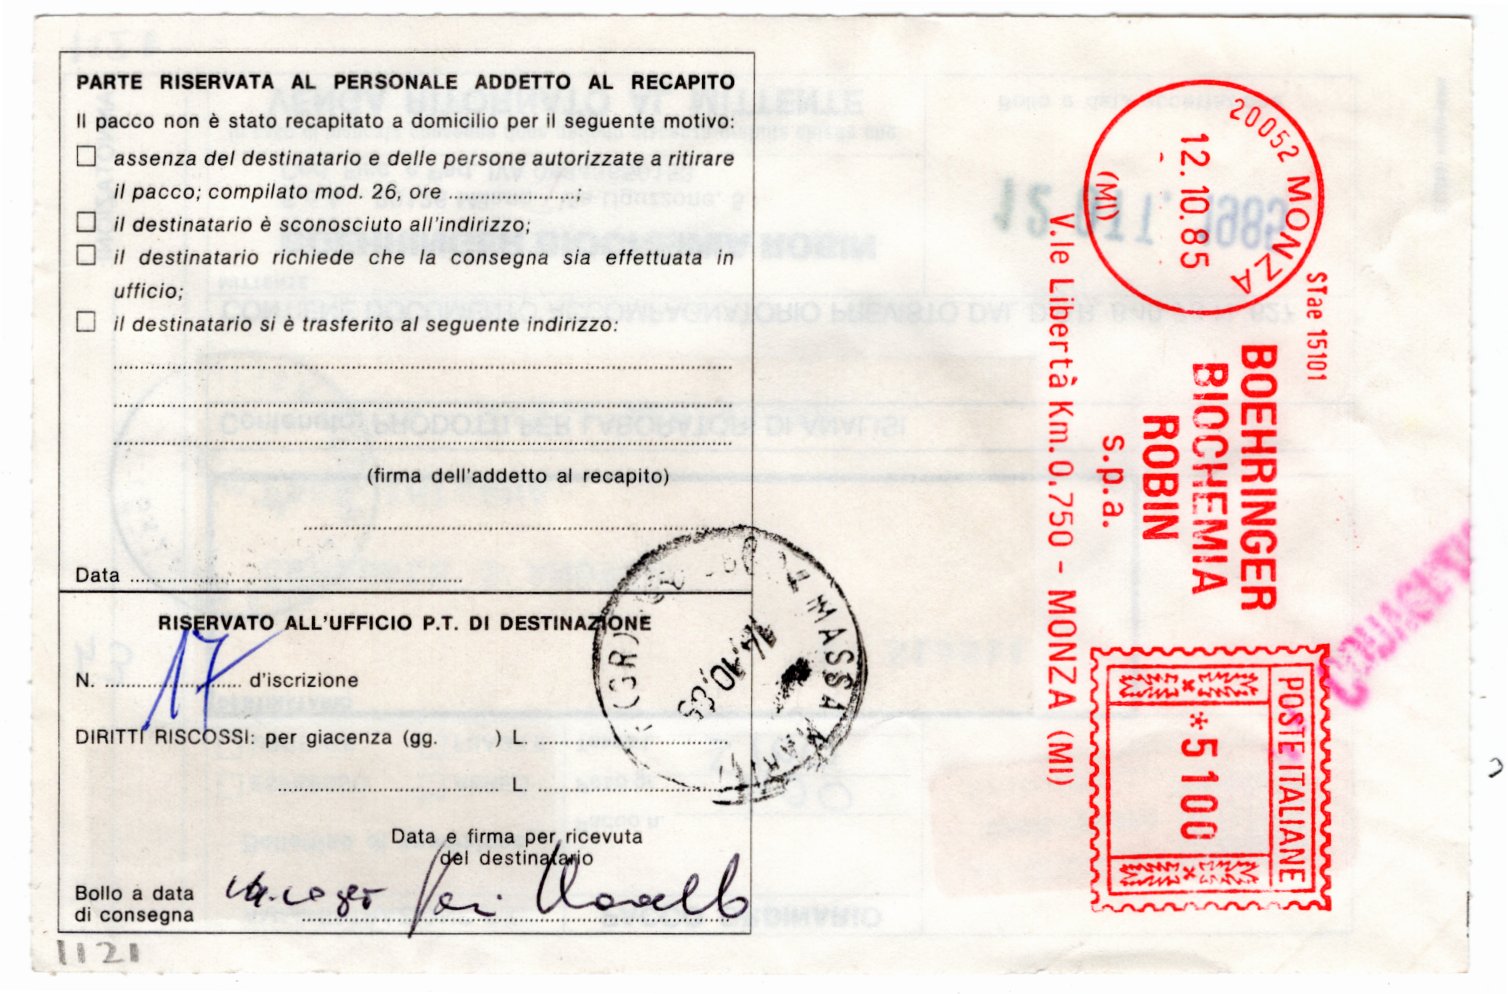 PARTE RISERVATA AL PERSONALE ADDETTO AL RECAPITO
Il pacco non è stato recapitato a domicilio per il seguente motivo:
assenza del destinatario e delle persone autorizzate a ritirare
il pacco; compilato mod. 26, ore
il destinatario è sconosciuto all'indirizzo;
il destinatario richiede che la consegna sia effettuata in
ufficio;
il destinatario si è trasferito al seguente indirizzo:
(firma dell'addetto al recapito)
Data
RISERVATO ALL'UFFICIO P.T. DI DESTINAZIONE
N. 17 d'iscrizione
DIRITTI RISCOSSI: per giacenza (gg. ) L.
L.
Data e firma per ricevuta
del destinatario
Bollo a data
di consegna
1121
MASSA
(GR)
14.10.85
20052 MONZA
(MI)
12.10.85
STae 15101
BOEHRINGER
BIOCHEMIA
ROBIN
s.p.a.
V.le Libertà Km. 0.750 - MONZA (MI)
POSTE ITALIANE
*5100